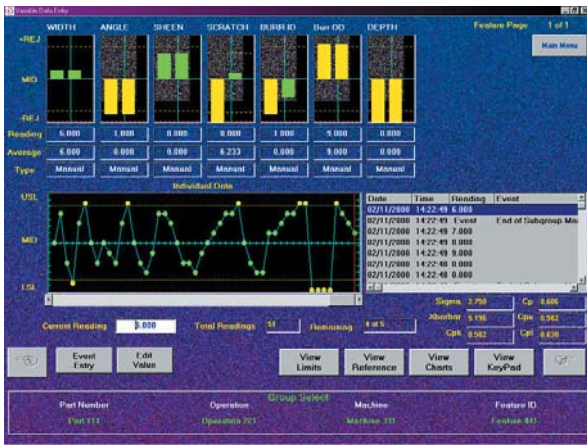 Variable Data Entry
WIDTH ANGLE SHEEN SCRATCH BURR ID Burr OD DEPTH Feature Page 1 of 1
+REJ
Main Menu
MID
-REJ
Reading 6.000 1.000 8.000 8.000 1.000 9.000 0.000
Average 6.000 0.000 0.000 6.233 0.000 9.000 0.000
Type Manual Manual Manual Manual Manual Manual Manual
Individual Data
USL
MID
LSL
Date Time Reading Event
02/11/2000 14:22:49 6.000
02/11/2000 14:22:49 Event End of Subgroup
02/11/2000 14:22:49 7.000
02/11/2000 14:22:49 8.000
02/11/2000 14:22:49 9.000
02/11/2000 14:22:48 0.000
02/11/2000 14:22:48 0.000
Sigma 2.750 Cp 0.606
Xbarbar 5.196 Cpu 0.582
Cpk 0.582 Cpl 0.630
Current Reading 6.000 Total Readings 51 Remaining 4 of 5
Event Entry
Edit Value
View Limits
View Reference
View Charts
View KeyPad
Group Select
Part Number Operation Machine Feature ID
Part 111 Operation 221 Machine 331 Feature 441